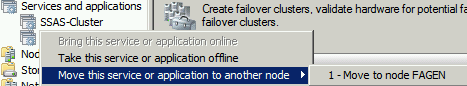 Services and applications
SSAS-Cluster
Create failover clusters, validate hardware for potential fa
failover clusters.
Bring this service or application online
Take this service or application offline
Move this service or application to another node
1 - Move to node FAGEN
Nod
Stor